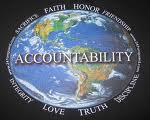 SACRIFICE FAITH HONOR FRIENDSHIP
ACCOUNTABILITY
INTEGRITY LOVE TRUTH DISCIPLINE